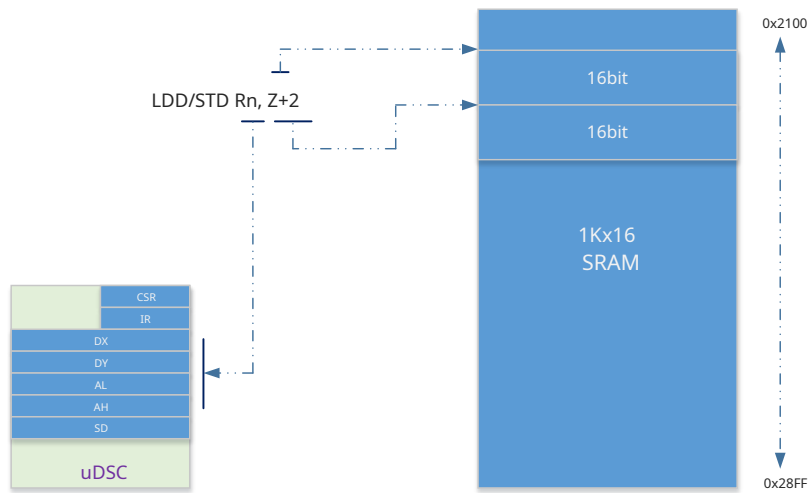 0x2100
16bit
LDD/STD Rn, Z+2
16bit
1Kx16
SRAM
CSR
IR
DX
DY
AL
AH
SD
uDSC
0x28FF